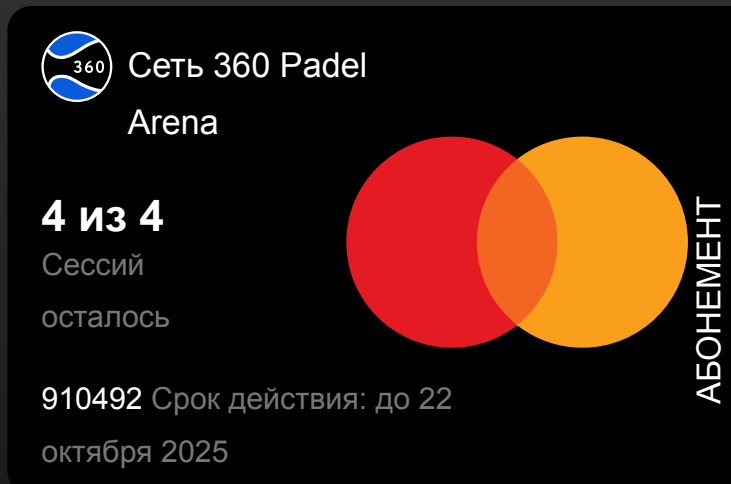 360
Сеть 360 Padel
Arena
4 из 4
Сессий
осталось
910492 Срок действия: до 22
октября 2025
АБОНЕМЕНТ